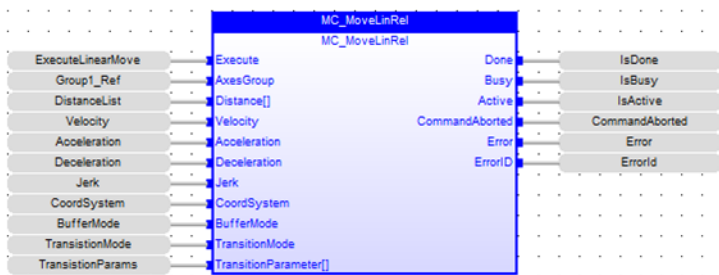 MC_MoveLinRel
MC_MoveLinRel
ExecuteLinearMove Execute Done IsDone
Group1_Ref AxesGroup Busy IsBusy
DistanceList Distance[] Active IsActive
Velocity Velocity CommandAborted CommandAborted
Acceleration Acceleration Error Error
Deceleration Deceleration ErrorID ErrorId
Jerk Jerk
CoordSystem CoordSystem
BufferMode BufferMode
TransistionMode TransitionMode
TransistionParams TransitionParameter[]